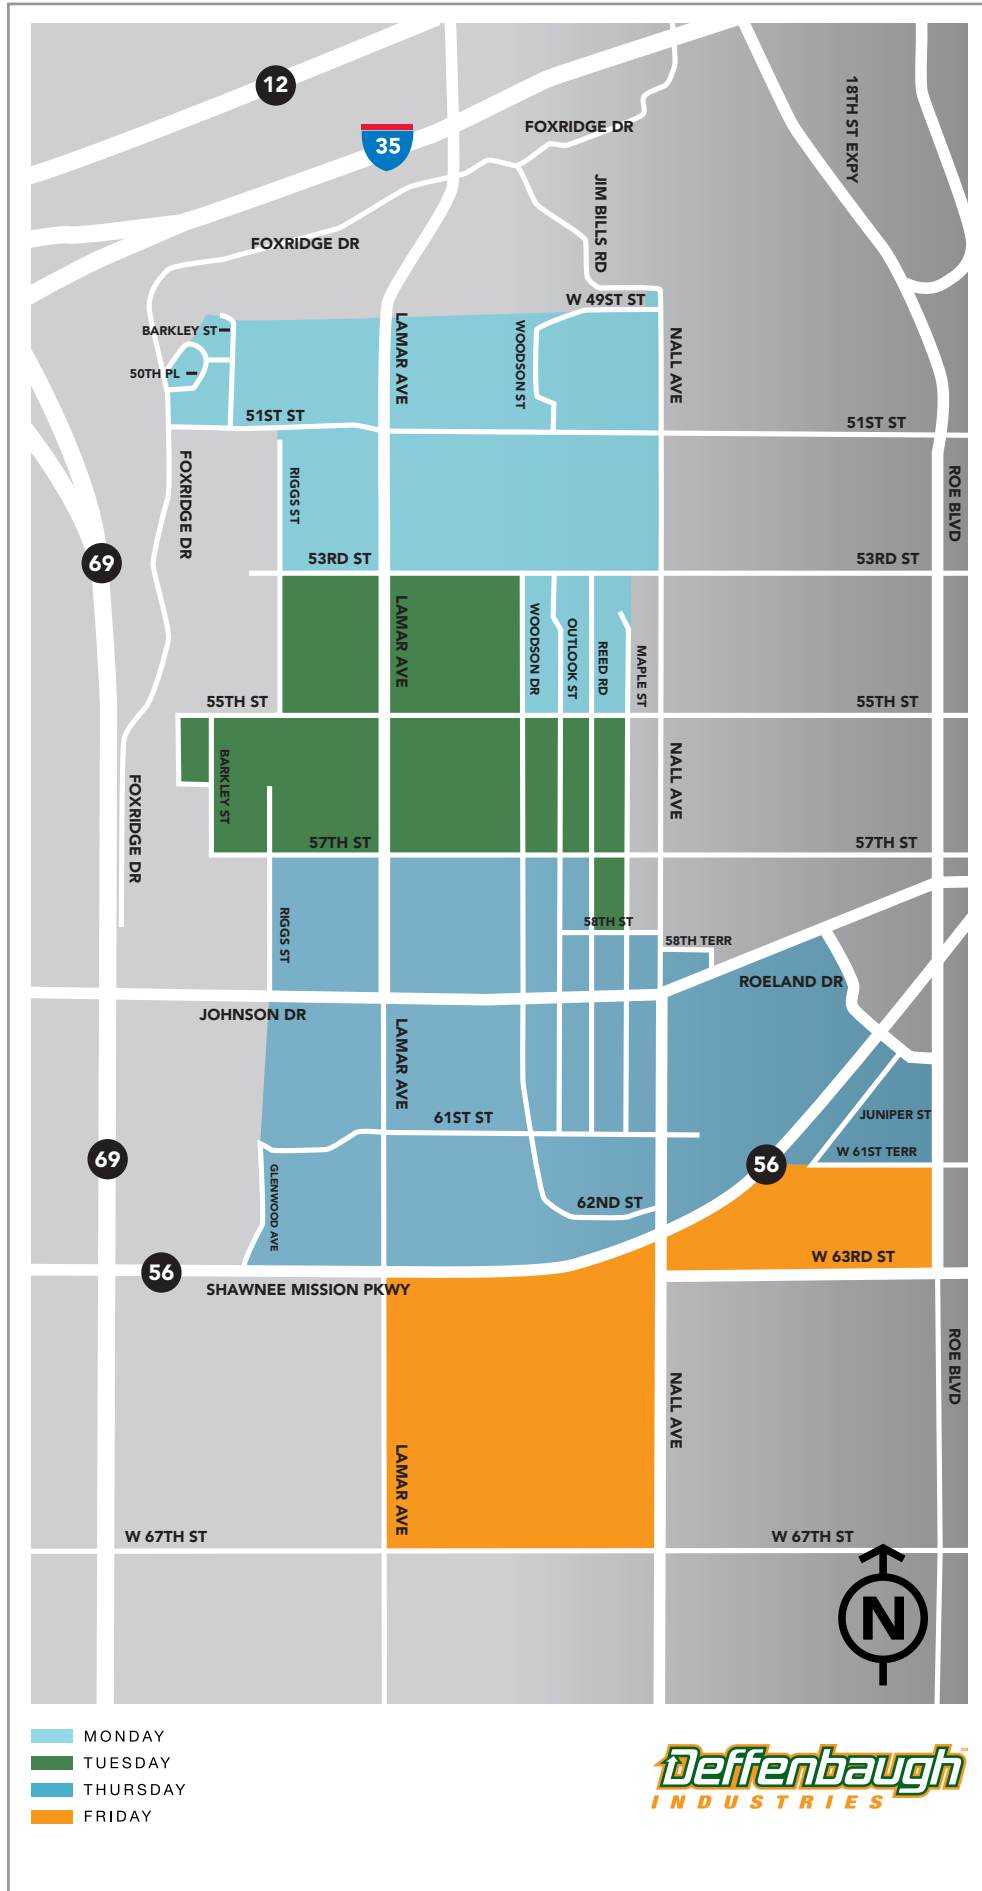 12
18TH ST EXPY
FOXRIDGE DR
35
JIM BILLS RD
FOXRIDGE DR
W 49ST ST
BARKLEY ST
LAMAR AVE
WOODSON ST
NALL AVE
50TH PL
51ST ST
51ST ST
FOXRIDGE DR
RIGGS ST
ROE BLVD
53RD ST
53RD ST
69
LAMAR AVE
WOODSON DR
OUTLOOK ST
REED RD
MAPLE ST
55TH ST
55TH ST
BARKLEY ST
NALL AVE
FOXRIDGE DR
57TH ST
57TH ST
RIGGS ST
58TH ST
58TH TERR
ROELAND DR
JOHNSON DR
LAMAR AVE
61ST ST
JUNIPER ST
W 61ST TERR
69
56
GLENWOOD AVE
62ND ST
W 63RD ST
56
SHAWNEE MISSION PKWY
ROE BLVD
NALL AVE
LAMAR AVE
W 67TH ST
W 67TH ST
N
MONDAY
TUESDAY
THURSDAY
FRIDAY
Deffenbaugh
INDUSTRIES